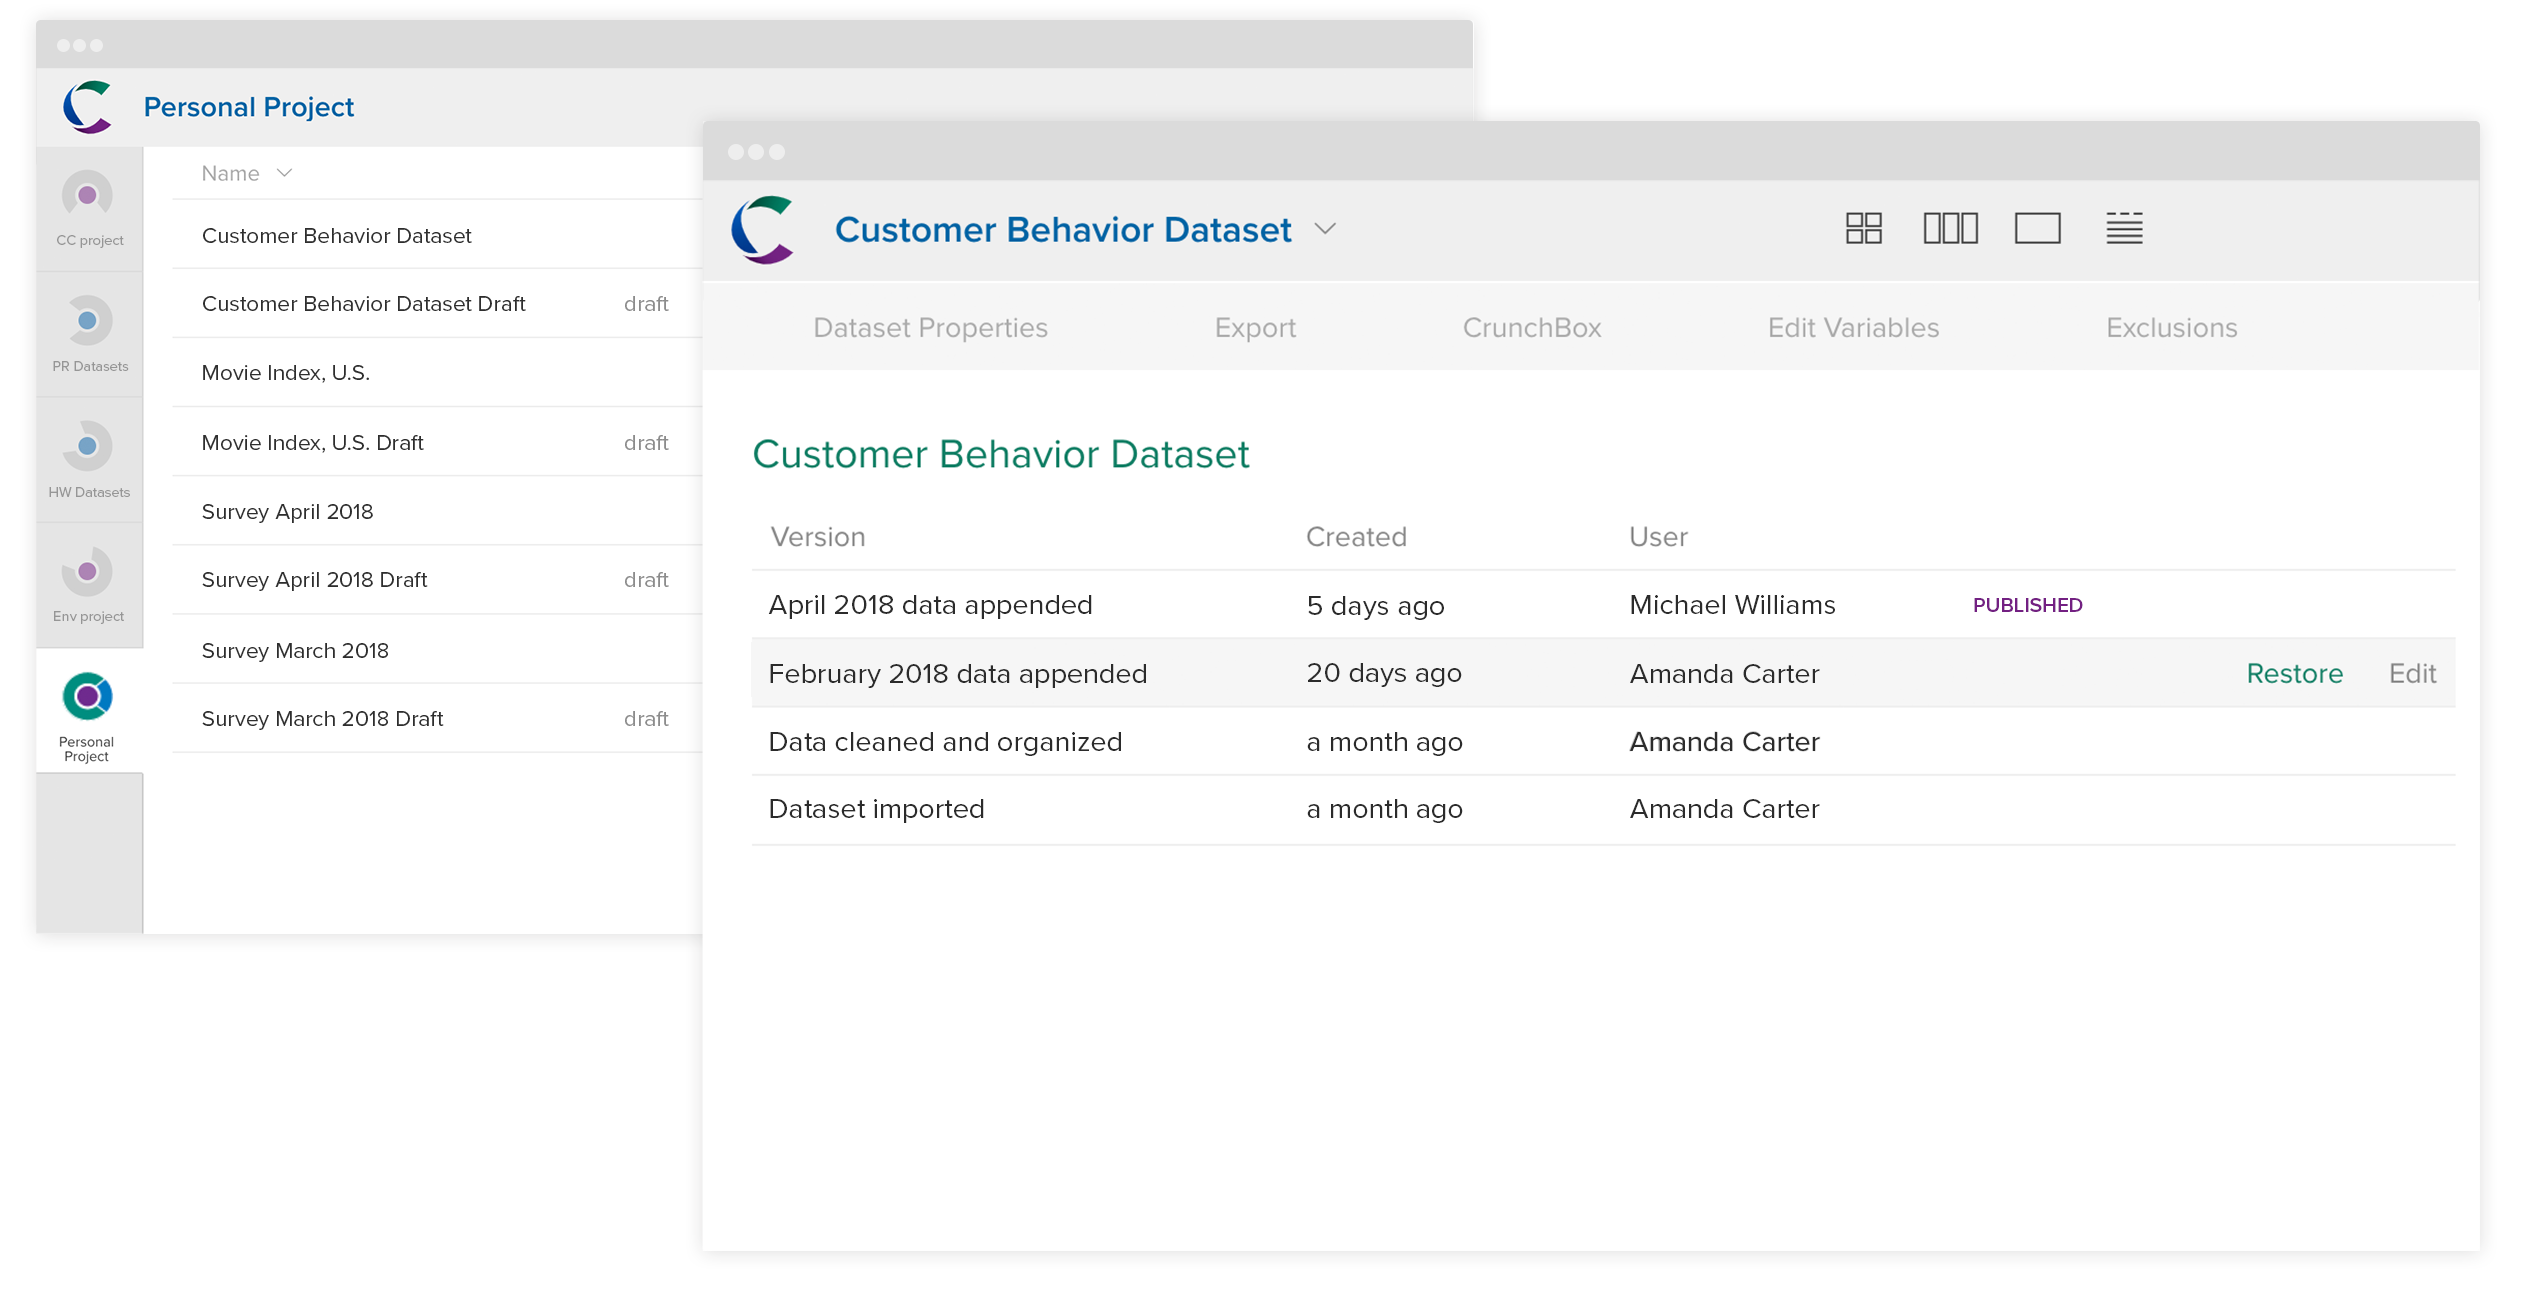 Personal Project
Name
CC project
Customer Behavior Dataset
Customer Behavior Dataset Draft draft
PR Datasets
Movie Index, U.S.
Movie Index, U.S. Draft draft
HW Datasets
Survey April 2018
Survey April 2018 Draft draft
Env project
Survey March 2018
Survey March 2018 Draft draft
Personal
Project
Customer Behavior Dataset
Dataset Properties Export CrunchBox Edit Variables Exclusions
Customer Behavior Dataset
Version Created User
April 2018 data appended 5 days ago Michael Williams PUBLISHED
February 2018 data appended 20 days ago Amanda Carter Restore Edit
Data cleaned and organized a month ago Amanda Carter
Dataset imported a month ago Amanda Carter